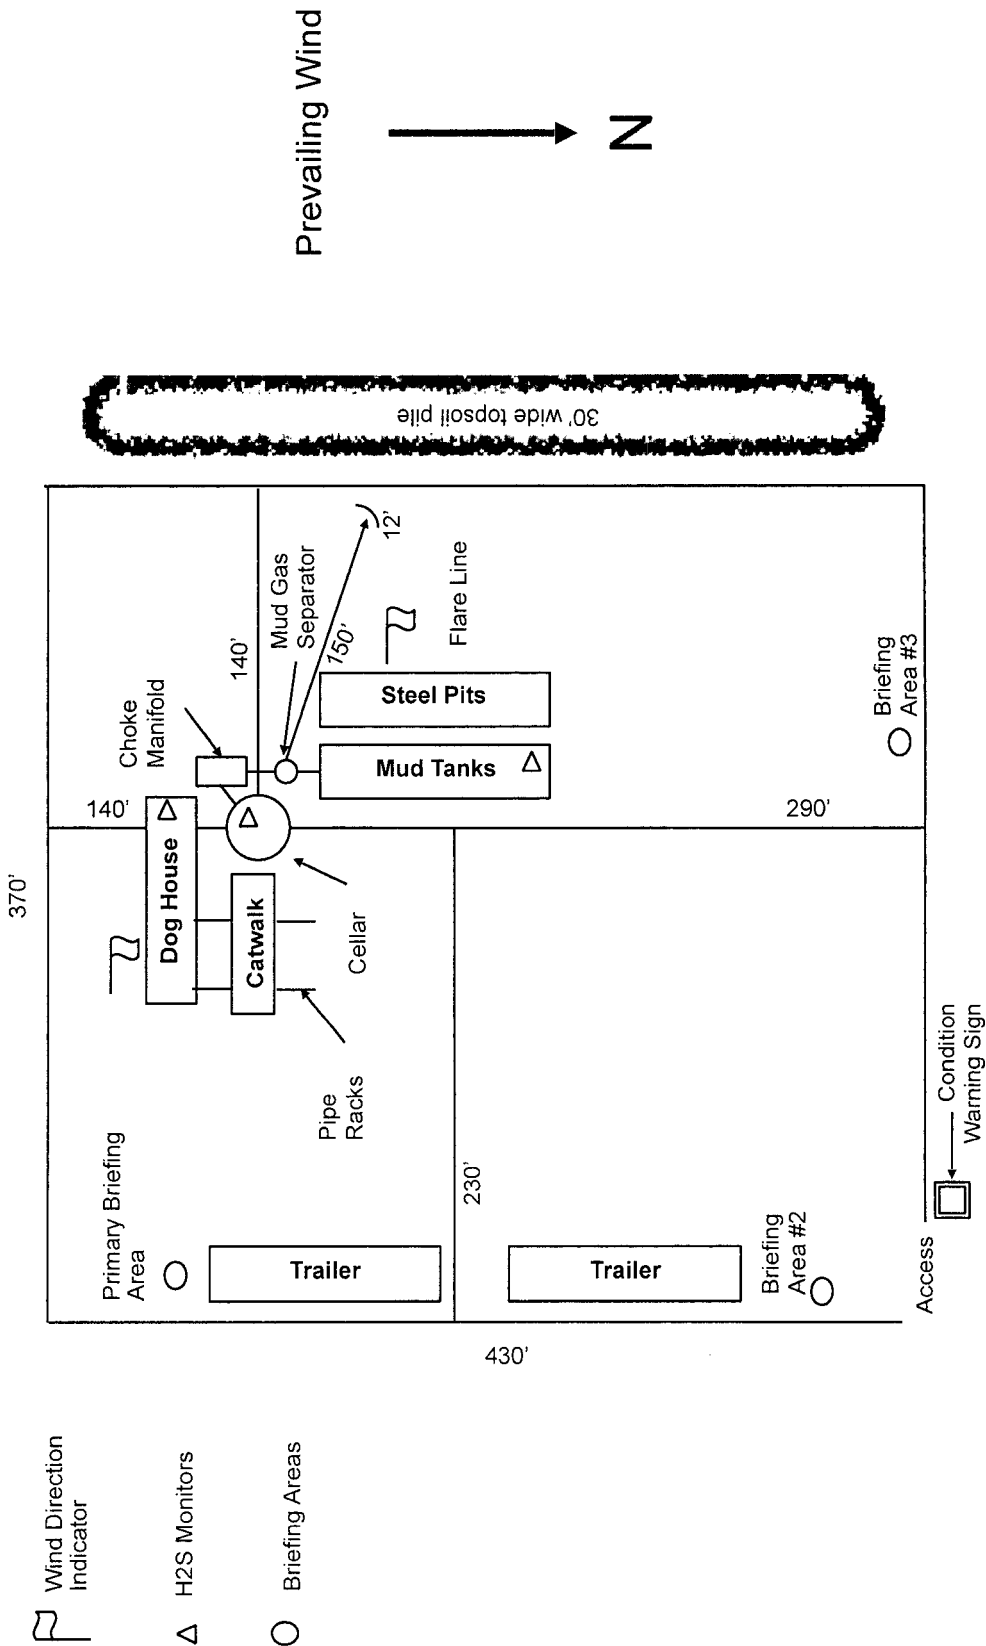 Wind Direction
Indicator
H2S Monitors
Briefing Areas
370'
430'
Primary Briefing
Area
Trailer
Trailer
Briefing
Area #2
Access
Condition
Warning Sign
230'
Pipe
Racks
Cellar
Catwalk
Dog House
140'
Choke
Manifold
140'
Mud Gas
Separator
150'
12'
Mud Tanks
Steel Pits
Flare Line
290'
Briefing
Area #3
30' wide topsoil pile
Prevailing Wind
N